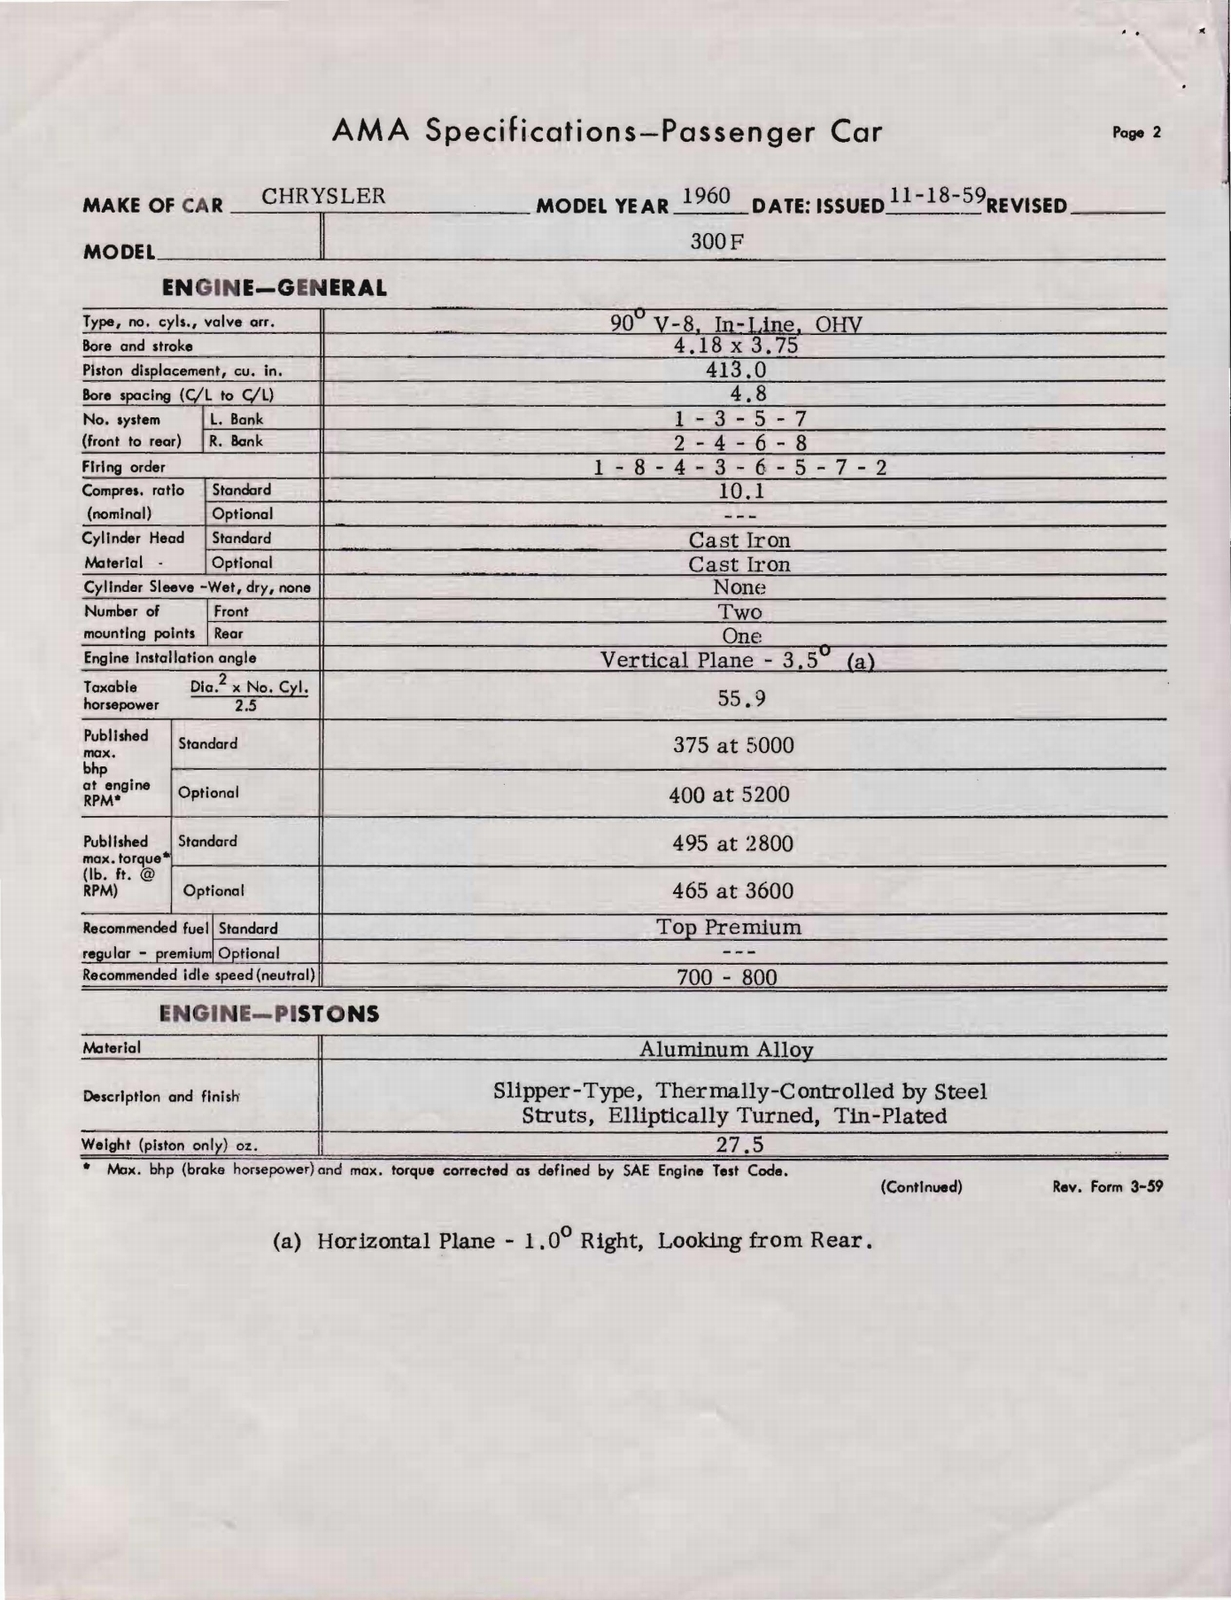 AMA Specifications—Passenger Car Page 2
MAKE OF CAR CHRYSLER MODEL YEAR 1960 DATE: ISSUED 11-18-59 REVISED
MODEL 300F
ENGINE—GENERAL
Type, no. cyls., valve arr. 90° V-8, In-Line, OHV
Bore and stroke 4.18 x 3.75
Piston displacement, cu. in. 413.0
Bore spacing (C/L to C/L) 4.8
No. system L. Bank 1 - 3 - 5 - 7
(front to rear) R. Bank 2 - 4 - 6 - 8
Firing order 1 - 8 - 4 - 3 - 6 - 5 - 7 - 2
Compres. ratio Standard 10.1
(nominal) Optional ---
Cylinder Head Standard Cast Iron
Material - Optional Cast Iron
Cylinder Sleeve -Wet, dry, none None
Number of Front Two
mounting points Rear One
Engine installation angle Vertical Plane - 3.5° (a)
Taxable Dia.² x No. Cyl.
horsepower 2.5 55.9
Published
max. Standard 375 at 5000
bhp
at engine
RPM* Optional 400 at 5200
Published Standard 495 at 2800
max. torque*
(lb. ft. @
RPM) Optional 465 at 3600
Recommended fuel Standard Top Premium
regular - premium Optional ---
Recommended idle speed (neutral) 700 - 800
ENGINE—PISTONS
Material Aluminum Alloy
Description and finish Slipper-Type, Thermally-Controlled by Steel
Struts, Elliptically Turned, Tin-Plated
Weight (piston only) oz. 27.5
* Max. bhp (brake horsepower) and max. torque corrected as defined by SAE Engine Test Code.
(Continued) Rev. Form 3-59
(a) Horizontal Plane - 1.0° Right, Looking from Rear.